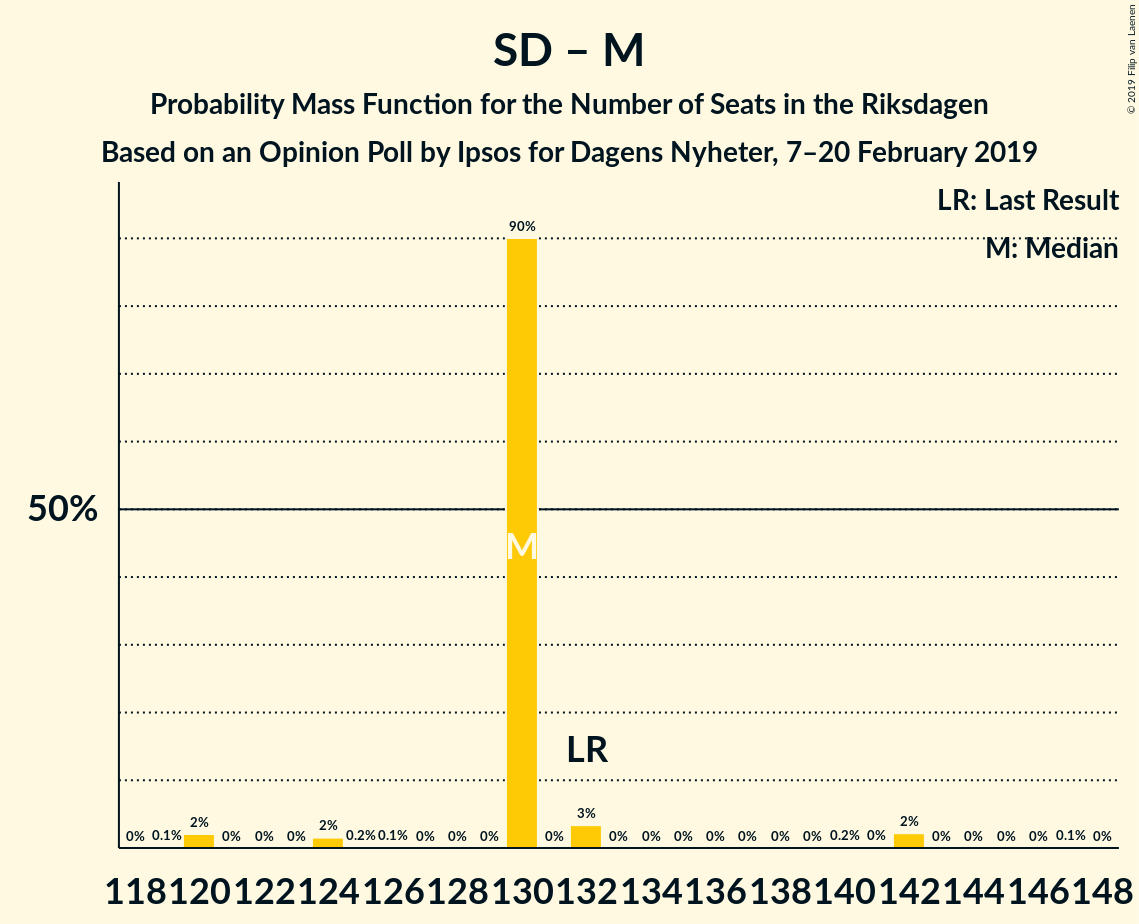 © 2019 Filip van Laenen
SD – M
Probability Mass Function for the Number of Seats in the Riksdagen
Based on an Opinion Poll by Ipsos for Dagens Nyheter, 7–20 February 2019
LR: Last Result
M: Median
90%
50%
M
LR
0% 0.1% 2% 0% 0% 0% 2% 0.2% 0.1% 0% 0% 0% 0% 3% 0% 0% 0% 0% 0% 0% 0% 0.2% 0% 2% 0% 0% 0% 0% 0.1% 0%
118 120 122 124 126 128 130 132 134 136 138 140 142 144 146 148